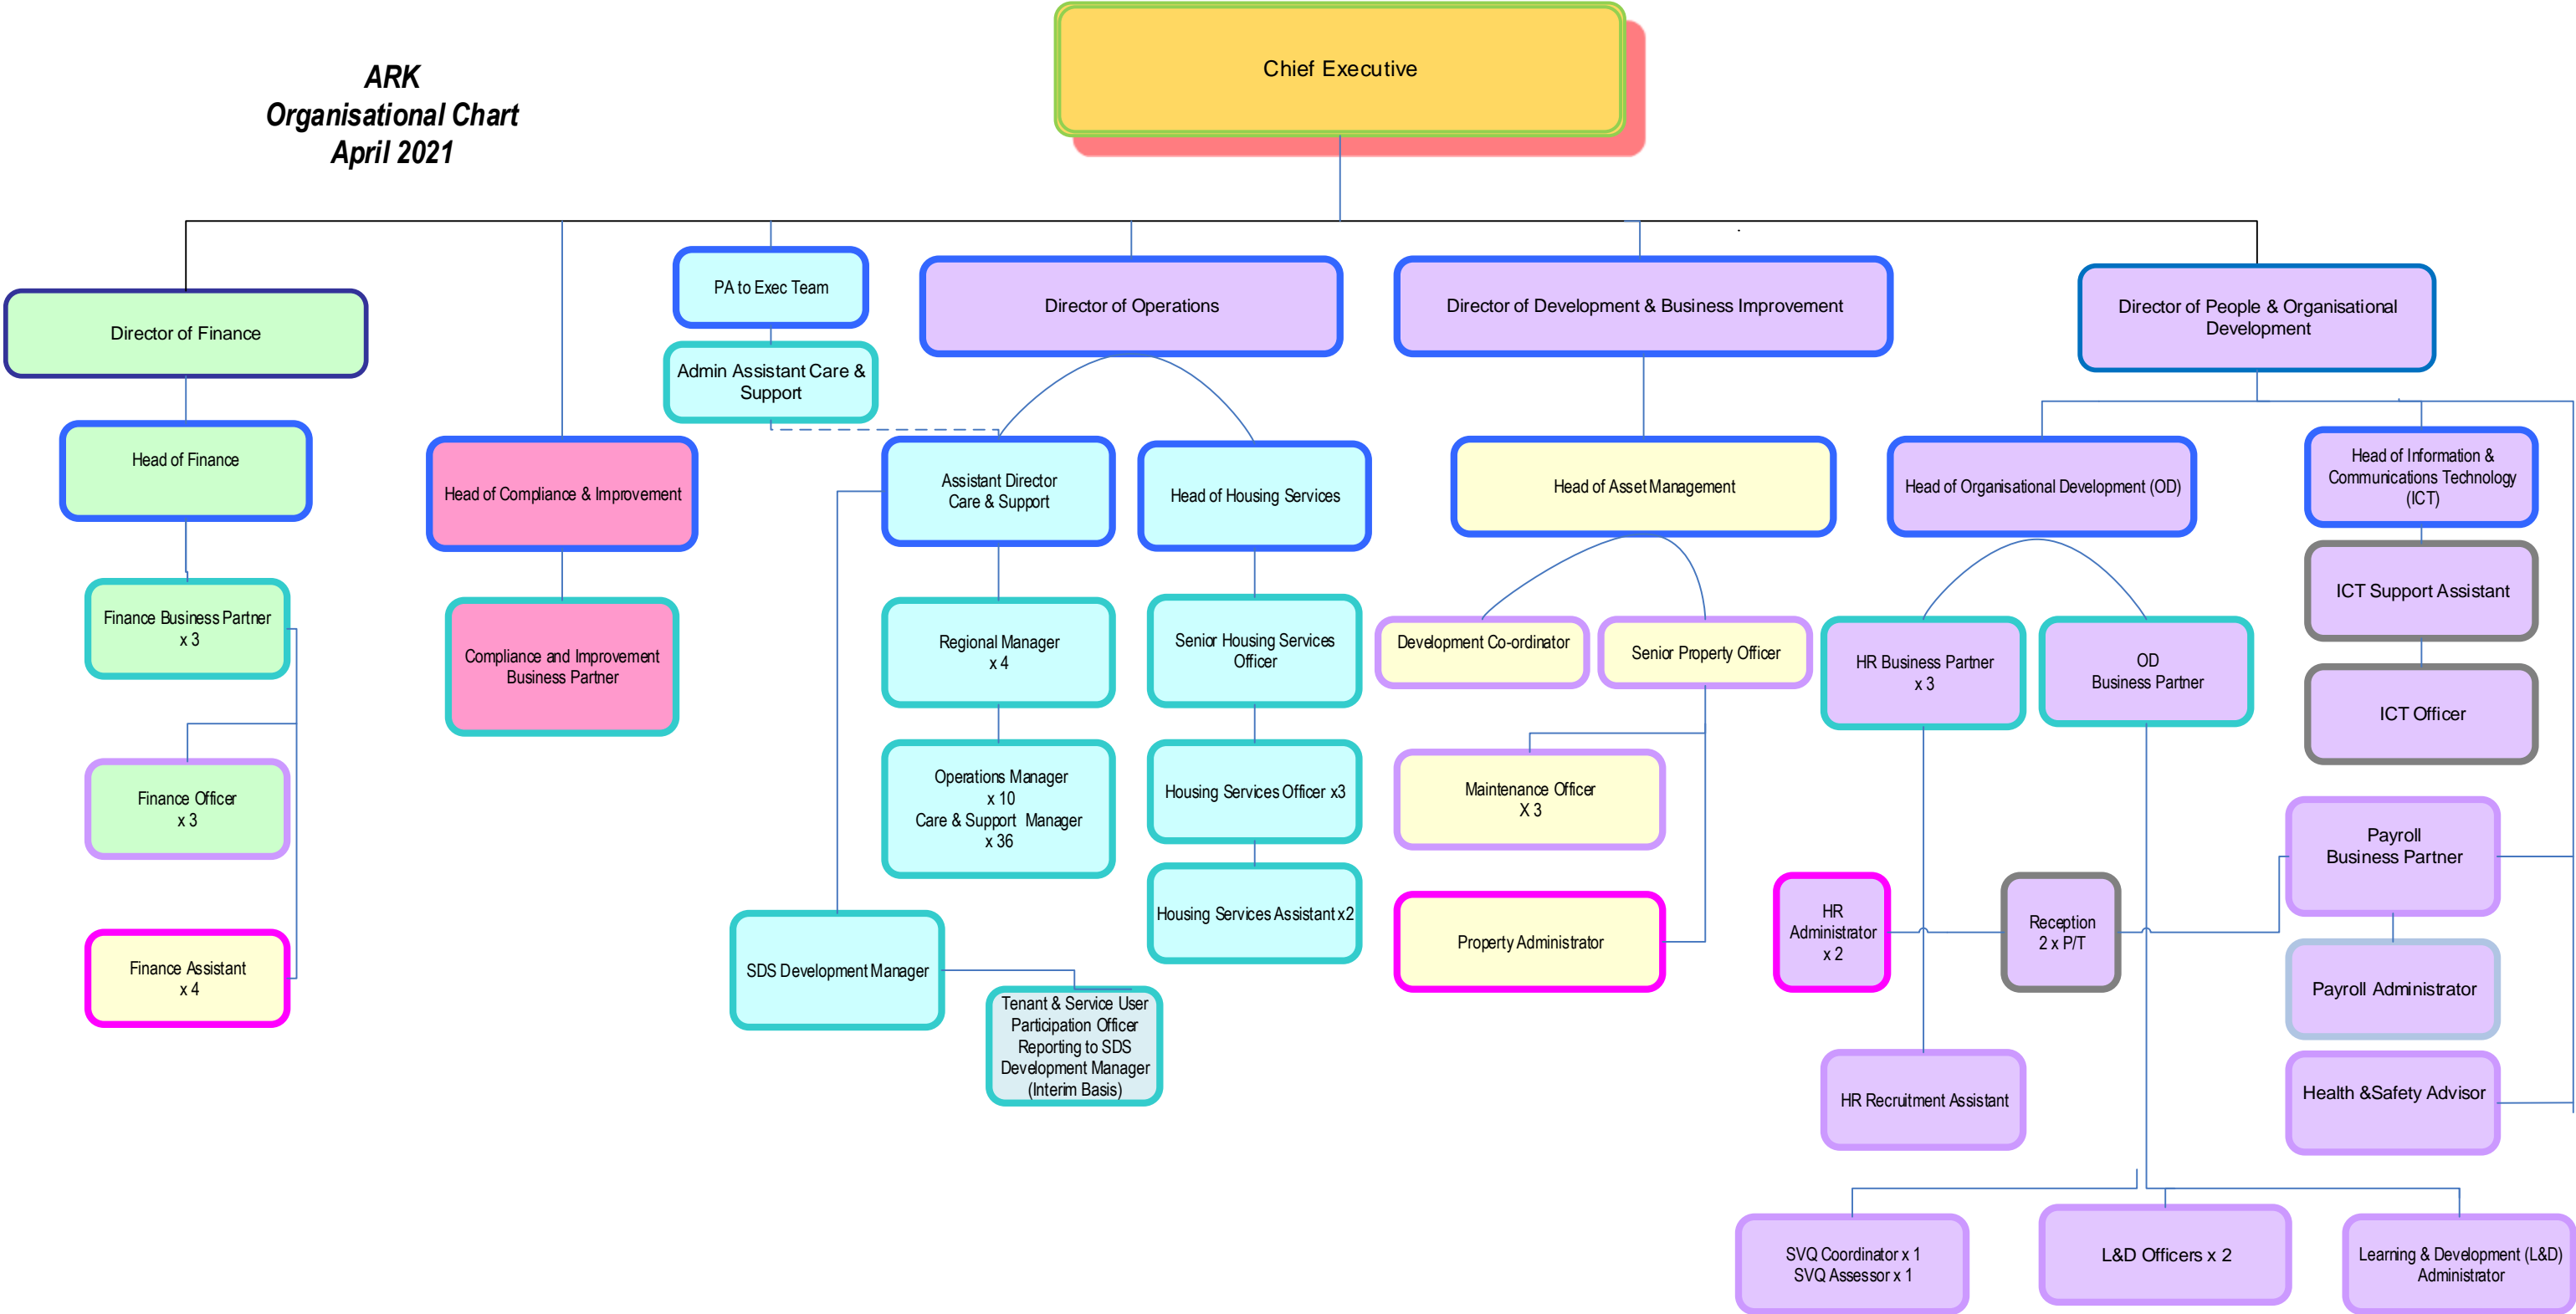 ARK
Organisational Chart
April 2021
Chief Executive
PA to Exec Team
Admin Assistant Care &
Support
Director of Finance
Director of Operations
Director of Development & Business Improvement
Director of People & Organisational
Development
Head of Finance
Head of Compliance & Improvement
Assistant Director
Care & Support
Head of Housing Services
Head of Asset Management
Head of Organisational Development (OD)
Head of Information &
Communications Technology
(ICT)
Finance Business Partner
x 3
Compliance and Improvement
Business Partner
Regional Manager
x 4
Senior Housing Services
Officer
Development Co-ordinator
Senior Property Officer
HR Business Partner
x 3
OD
Business Partner
ICT Support Assistant
ICT Officer
Finance Officer
x 3
Operations Manager
x 10
Care & Support Manager
x 36
Housing Services Officer x3
Maintenance Officer
X 3
Payroll
Business Partner
Finance Assistant
x 4
SDS Development Manager
Housing Services Assistant x2
Property Administrator
HR
Administrator
x 2
Reception
2 x P/T
Payroll Administrator
Tenant & Service User
Participation Officer
Reporting to SDS
Development Manager
(Interim Basis)
HR Recruitment Assistant
Health &Safety Advisor
SVQ Coordinator x 1
SVQ Assessor x 1
L&D Officers x 2
Learning & Development (L&D)
Administrator